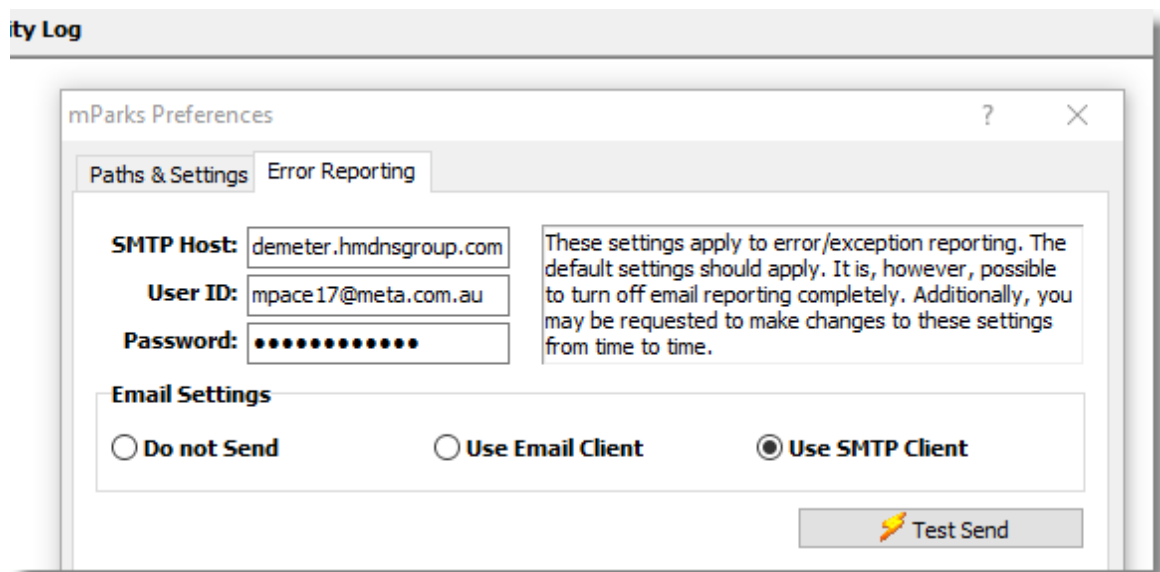 ity Log
mParks Preferences ?
Paths & Settings Error Reporting
SMTP Host: demeter.hmdnsgroup.com
User ID: mpace17@meta.com.au
Password: ●●●●●●●●●●●●
These settings apply to error/exception reporting. The
default settings should apply. It is, however, possible
to turn off email reporting completely. Additionally, you
may be requested to make changes to these settings
from time to time.
Email Settings
Do not Send Use Email Client Use SMTP Client
Test Send